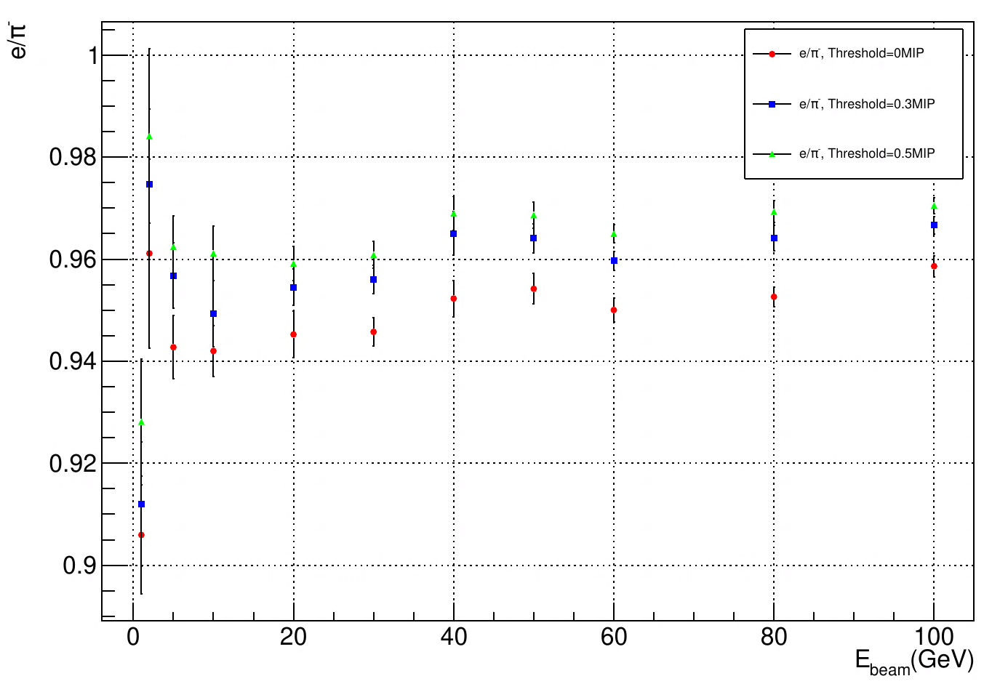 e/π⁻
1
0.98
0.96
0.94
0.92
0.9
e/π⁻, Threshold=0MIP
e/π⁻, Threshold=0.3MIP
e/π⁻, Threshold=0.5MIP
0 20 40 60 80 100
E_beam(GeV)